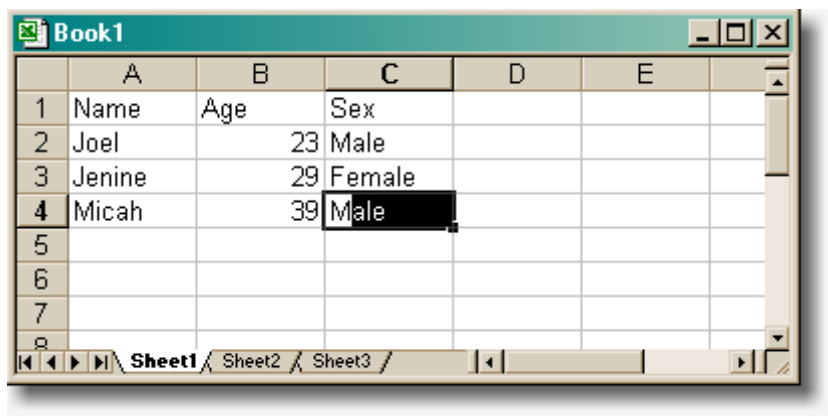 Book1
A B C D E
1 Name Age Sex
2 Joel 23 Male
3 Jenine 29 Female
4 Micah 39 Male
5
6
7
8
Sheet1 Sheet2 Sheet3